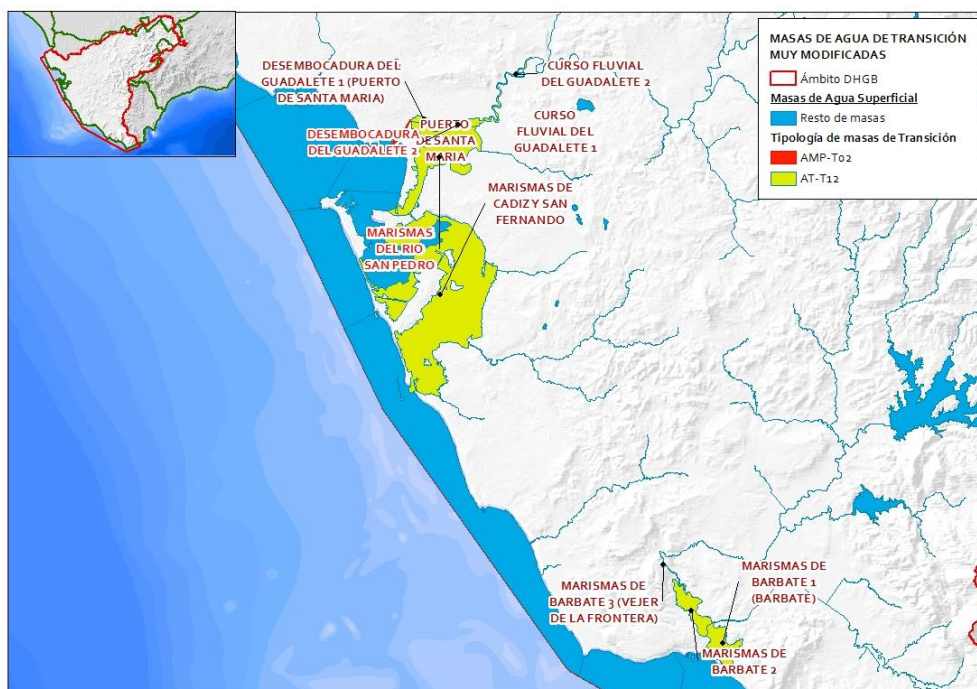 MASAS DE AGUA DE TRANSICIÓN
MUY MODIFICADAS
Ámbito DHGB
Masas de Agua Superficial
Resto de masas
Tipología de masas de Transición
AMP-T02
AT-T12
DESEMBOCADURA DEL
GUADALETE 1 (PUERTO
DE SANTA MARIA)
CURSO FLUVIAL
DEL GUADALETE 2
DESEMBOCADURA
DEL GUADALETE 2
PUERTO
DE SANTA
MARIA
CURSO
FLUVIAL DEL
GUADALETE 1
MARISMAS DE
CADIZ Y SAN
FERNANDO
MARISMAS
DEL RIO
SAN PEDRO
MARISMAS DE
BARBATE 3 (VEJER
DE LA FRONTERA)
MARISMAS DE
BARBATE 1
(BARBATE)
MARISMAS DE
BARBATE 2